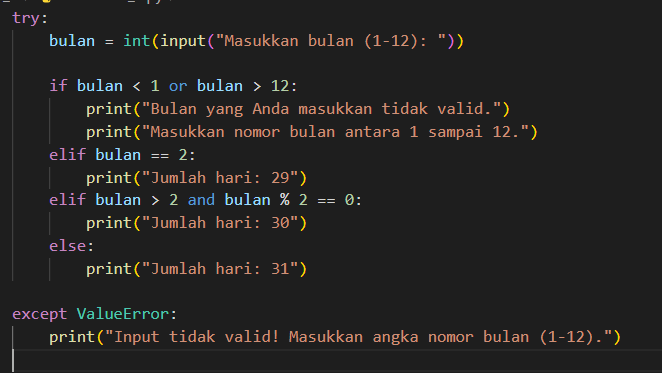 try:
    bulan = int(input("Masukkan bulan (1-12): "))
    if bulan < 1 or bulan > 12:
        print("Bulan yang Anda masukkan tidak valid.")
        print("Masukkan nomor bulan antara 1 sampai 12.")
    elif bulan == 2:
        print("Jumlah hari: 29")
    elif bulan > 2 and bulan % 2 == 0:
        print("Jumlah hari: 30")
    else:
        print("Jumlah hari: 31")
except ValueError:
    print("Input tidak valid! Masukkan angka nomor bulan (1-12).")